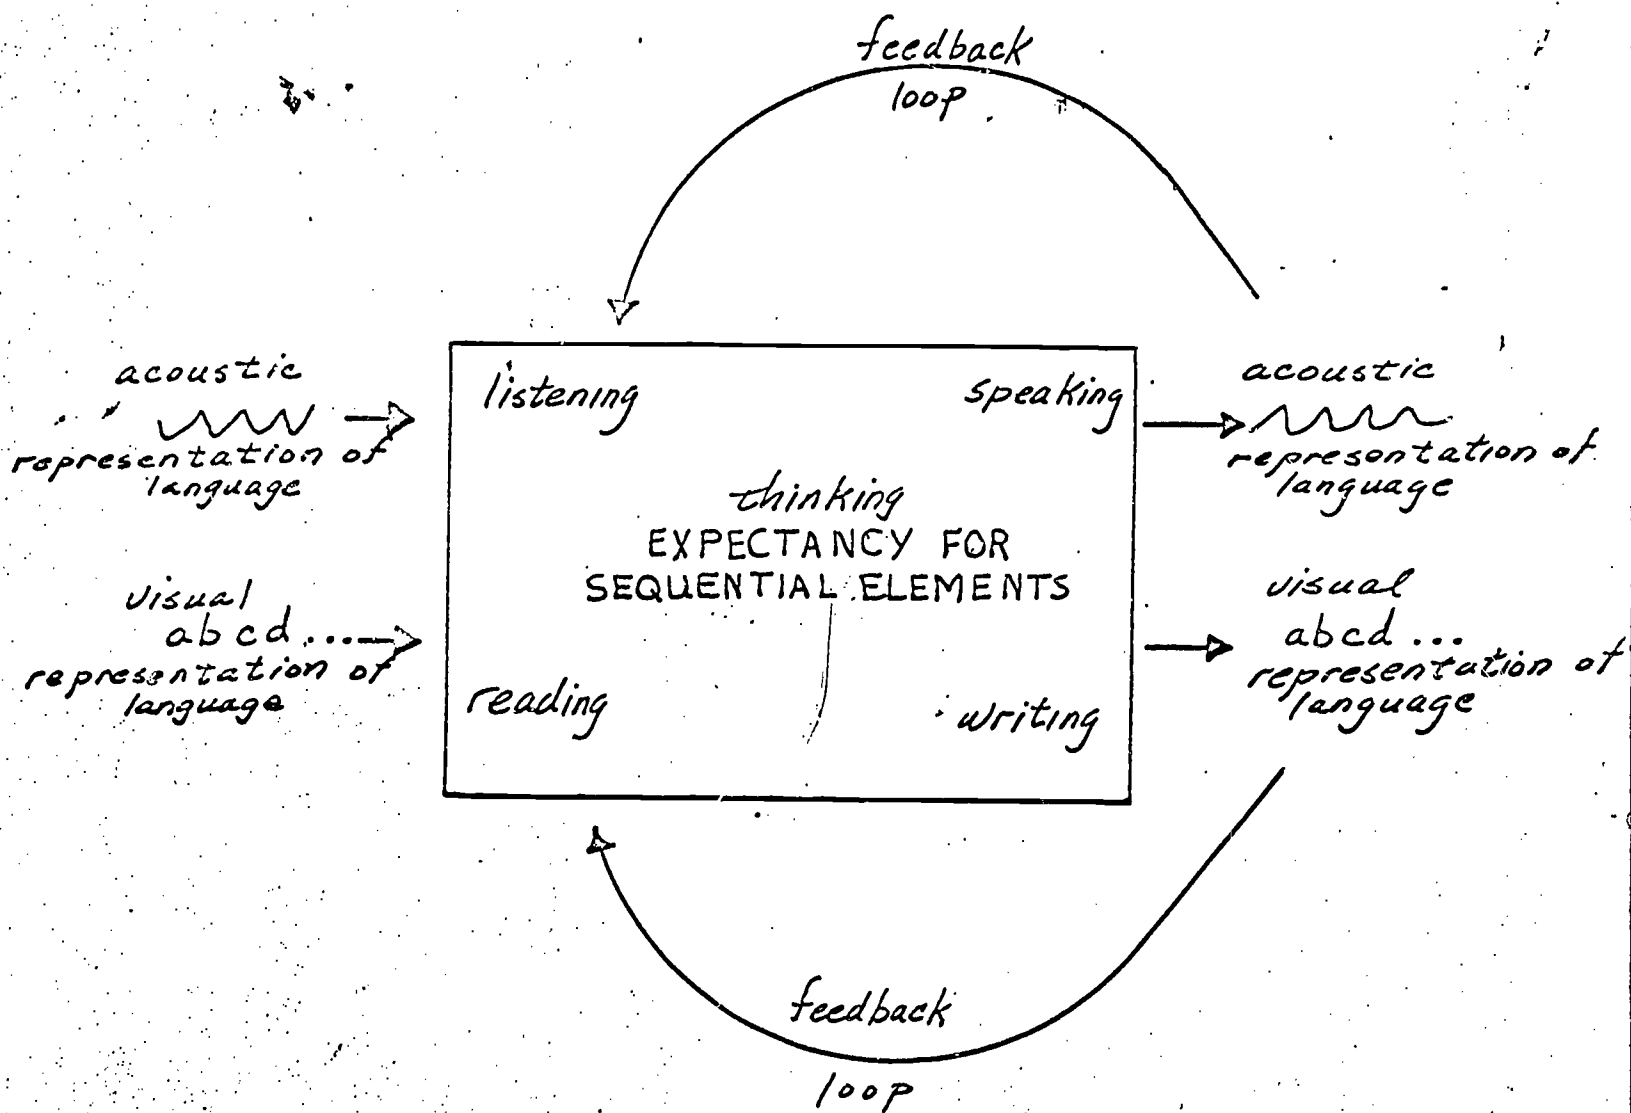 feedback
loop
acoustic
representation of
language
visual
abcd ...
representation of
language
listening
speaking
thinking
EXPECTANCY FOR
SEQUENTIAL ELEMENTS
reading
writing
acoustic
representation of
language
visual
abcd ...
representation of
language
feedback
loop